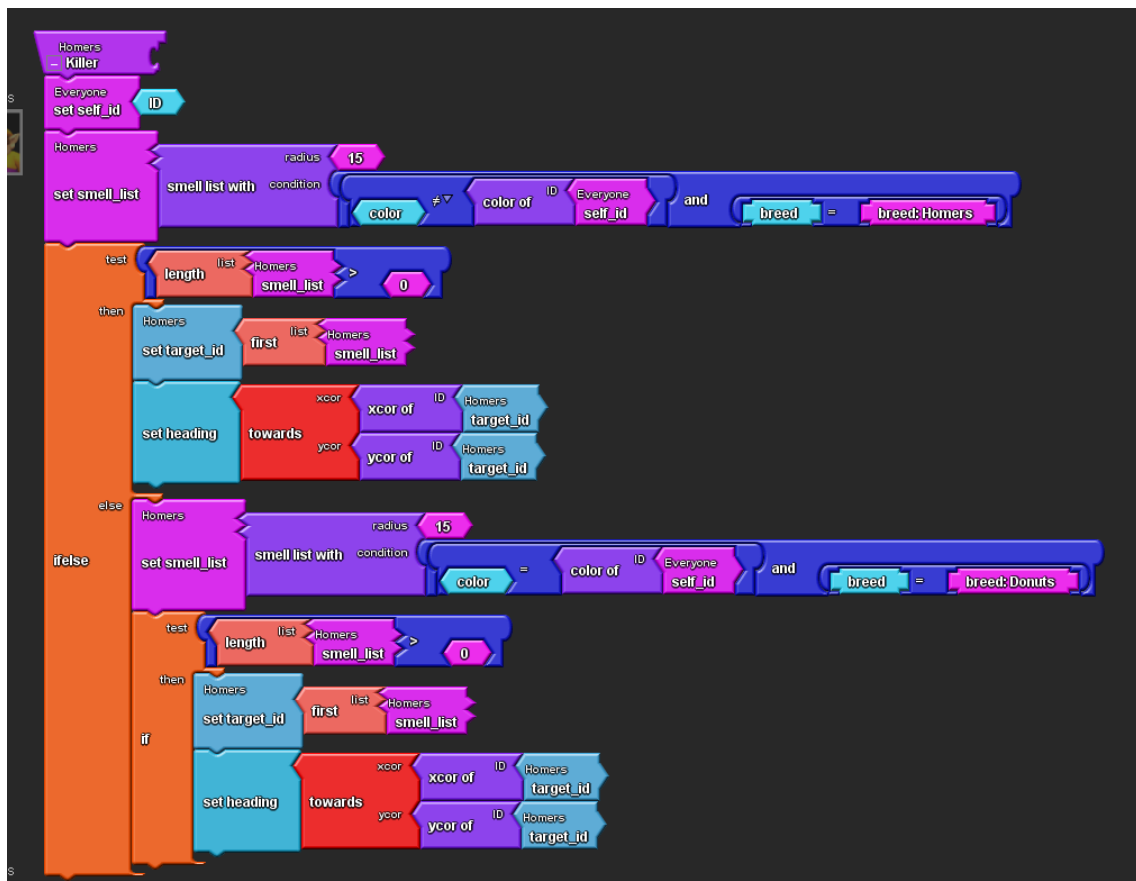 Homers
– Killer
s
Everyone
set self_id ID
Homers
set smell_list smell list with radius 15
condition color ≠ color of ID Everyone self_id and breed = breed: Homers
test length list Homers smell_list > 0
then Homers
set target_id first list Homers smell_list
set heading towards xcor xcor of ID Homers target_id
ycor ycor of ID Homers target_id
else Homers
ifelse
set smell_list smell list with radius 15
condition color = color of ID Everyone self_id and breed = breed: Donuts
test length list Homers smell_list > 0
then Homers
set target_id first list Homers smell_list
if
set heading towards xcor xcor of ID Homers target_id
ycor ycor of ID Homers target_id
s